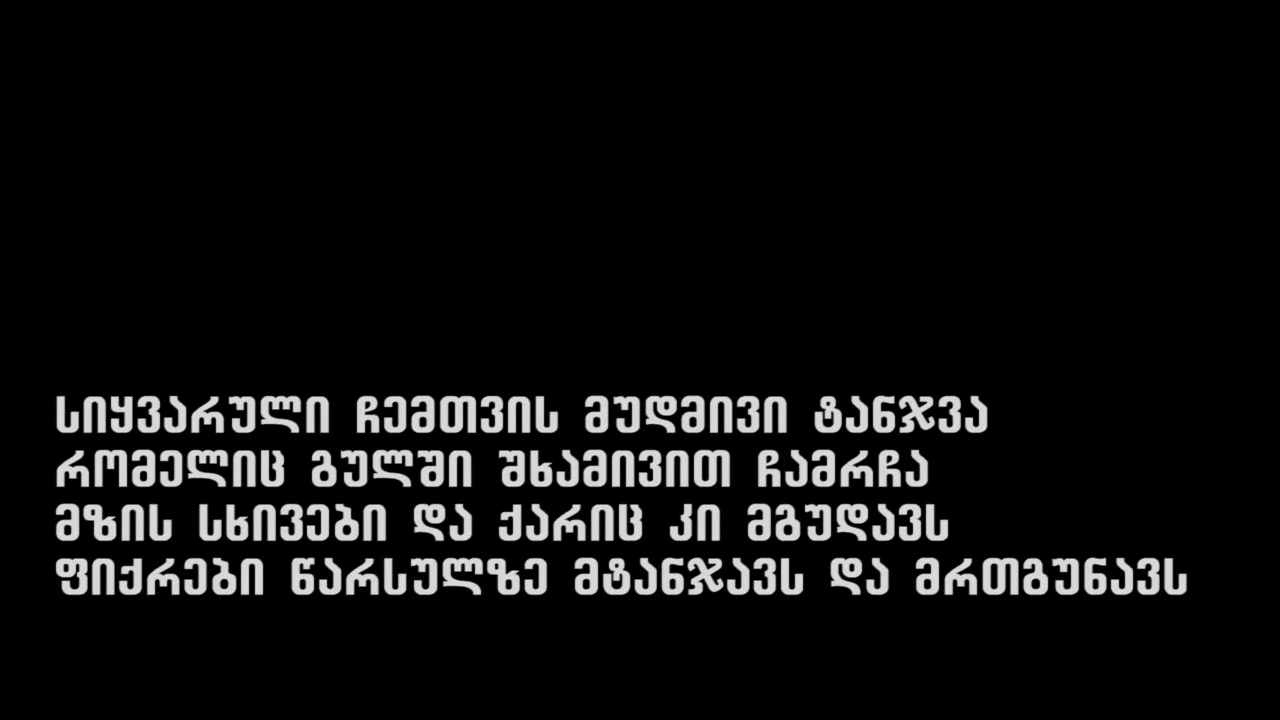 სიყვარული ჩემთვის მუდმივი ტანჯვა
რომელიც გულში შხამივით ჩამრჩა
მზის სხივები და ქარიც კი მგუდავს
ფიქრები წარსულზე მტანჯავს და მრთგუნავს